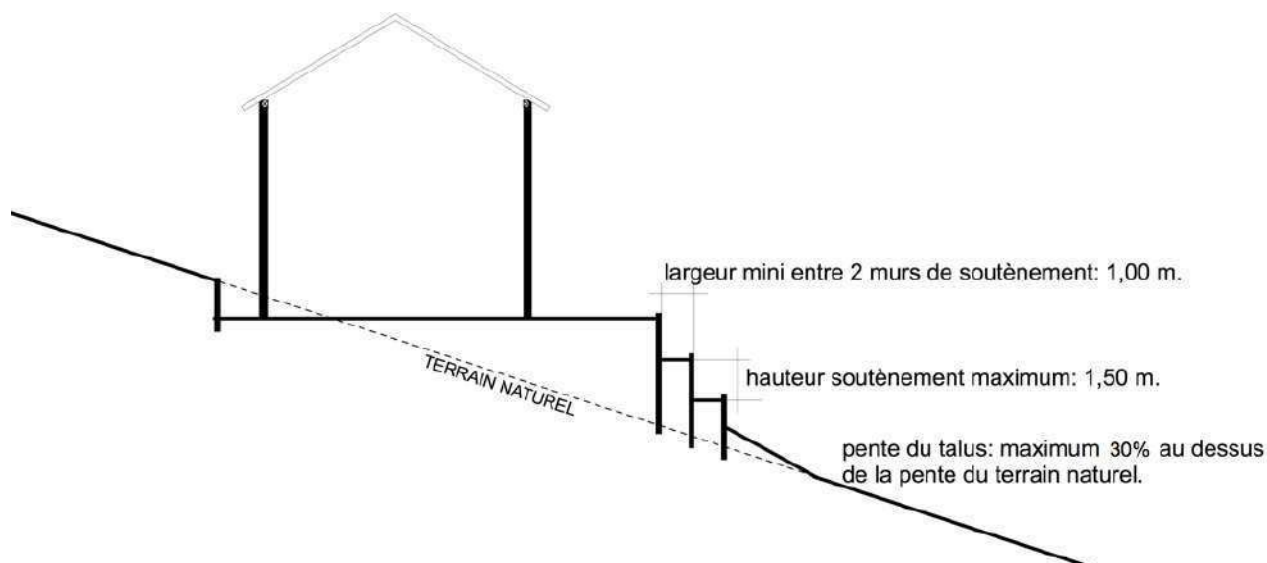 largeur mini entre 2 murs de soutènement: 1,00 m.
TERRAIN NATUREL
hauteur soutènement maximum: 1,50 m.
pente du talus: maximum 30% au dessus
de la pente du terrain naturel.